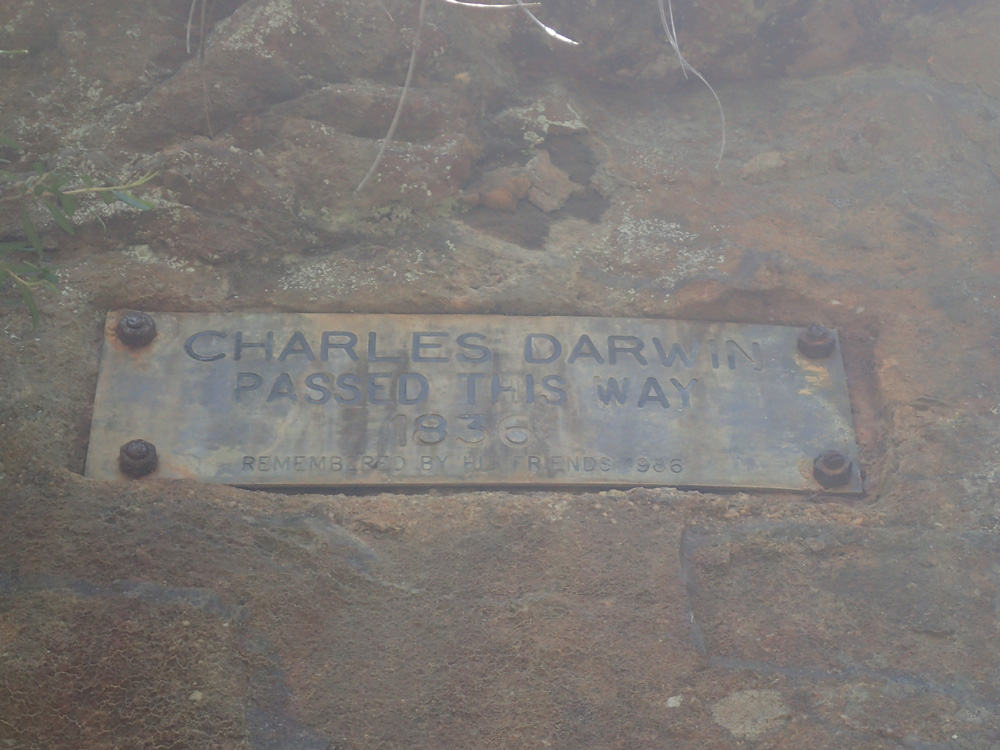 CHARLES DARWIN
PASSED THIS WAY
1836
REMEMBERED BY HIS FRIENDS 1986